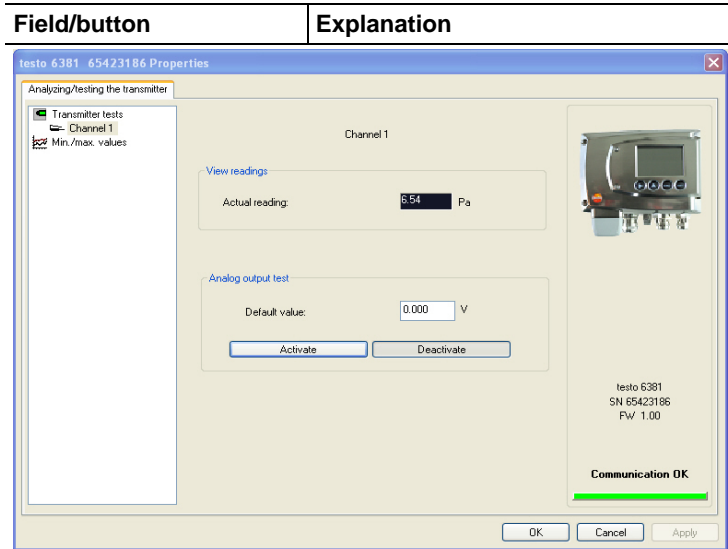 Field/button Explanation
testo 6381 65423186 Properties
Analyzing/testing the transmitter
Transmitter tests
Channel 1
Min./max. values
Channel 1
View readings
Actual reading: 6.54 Pa
Analog output test
Default value: 0.000 V
Activate Deactivate
testo 6381
SN 65423186
FW 1.00
Communication OK
OK Cancel Apply